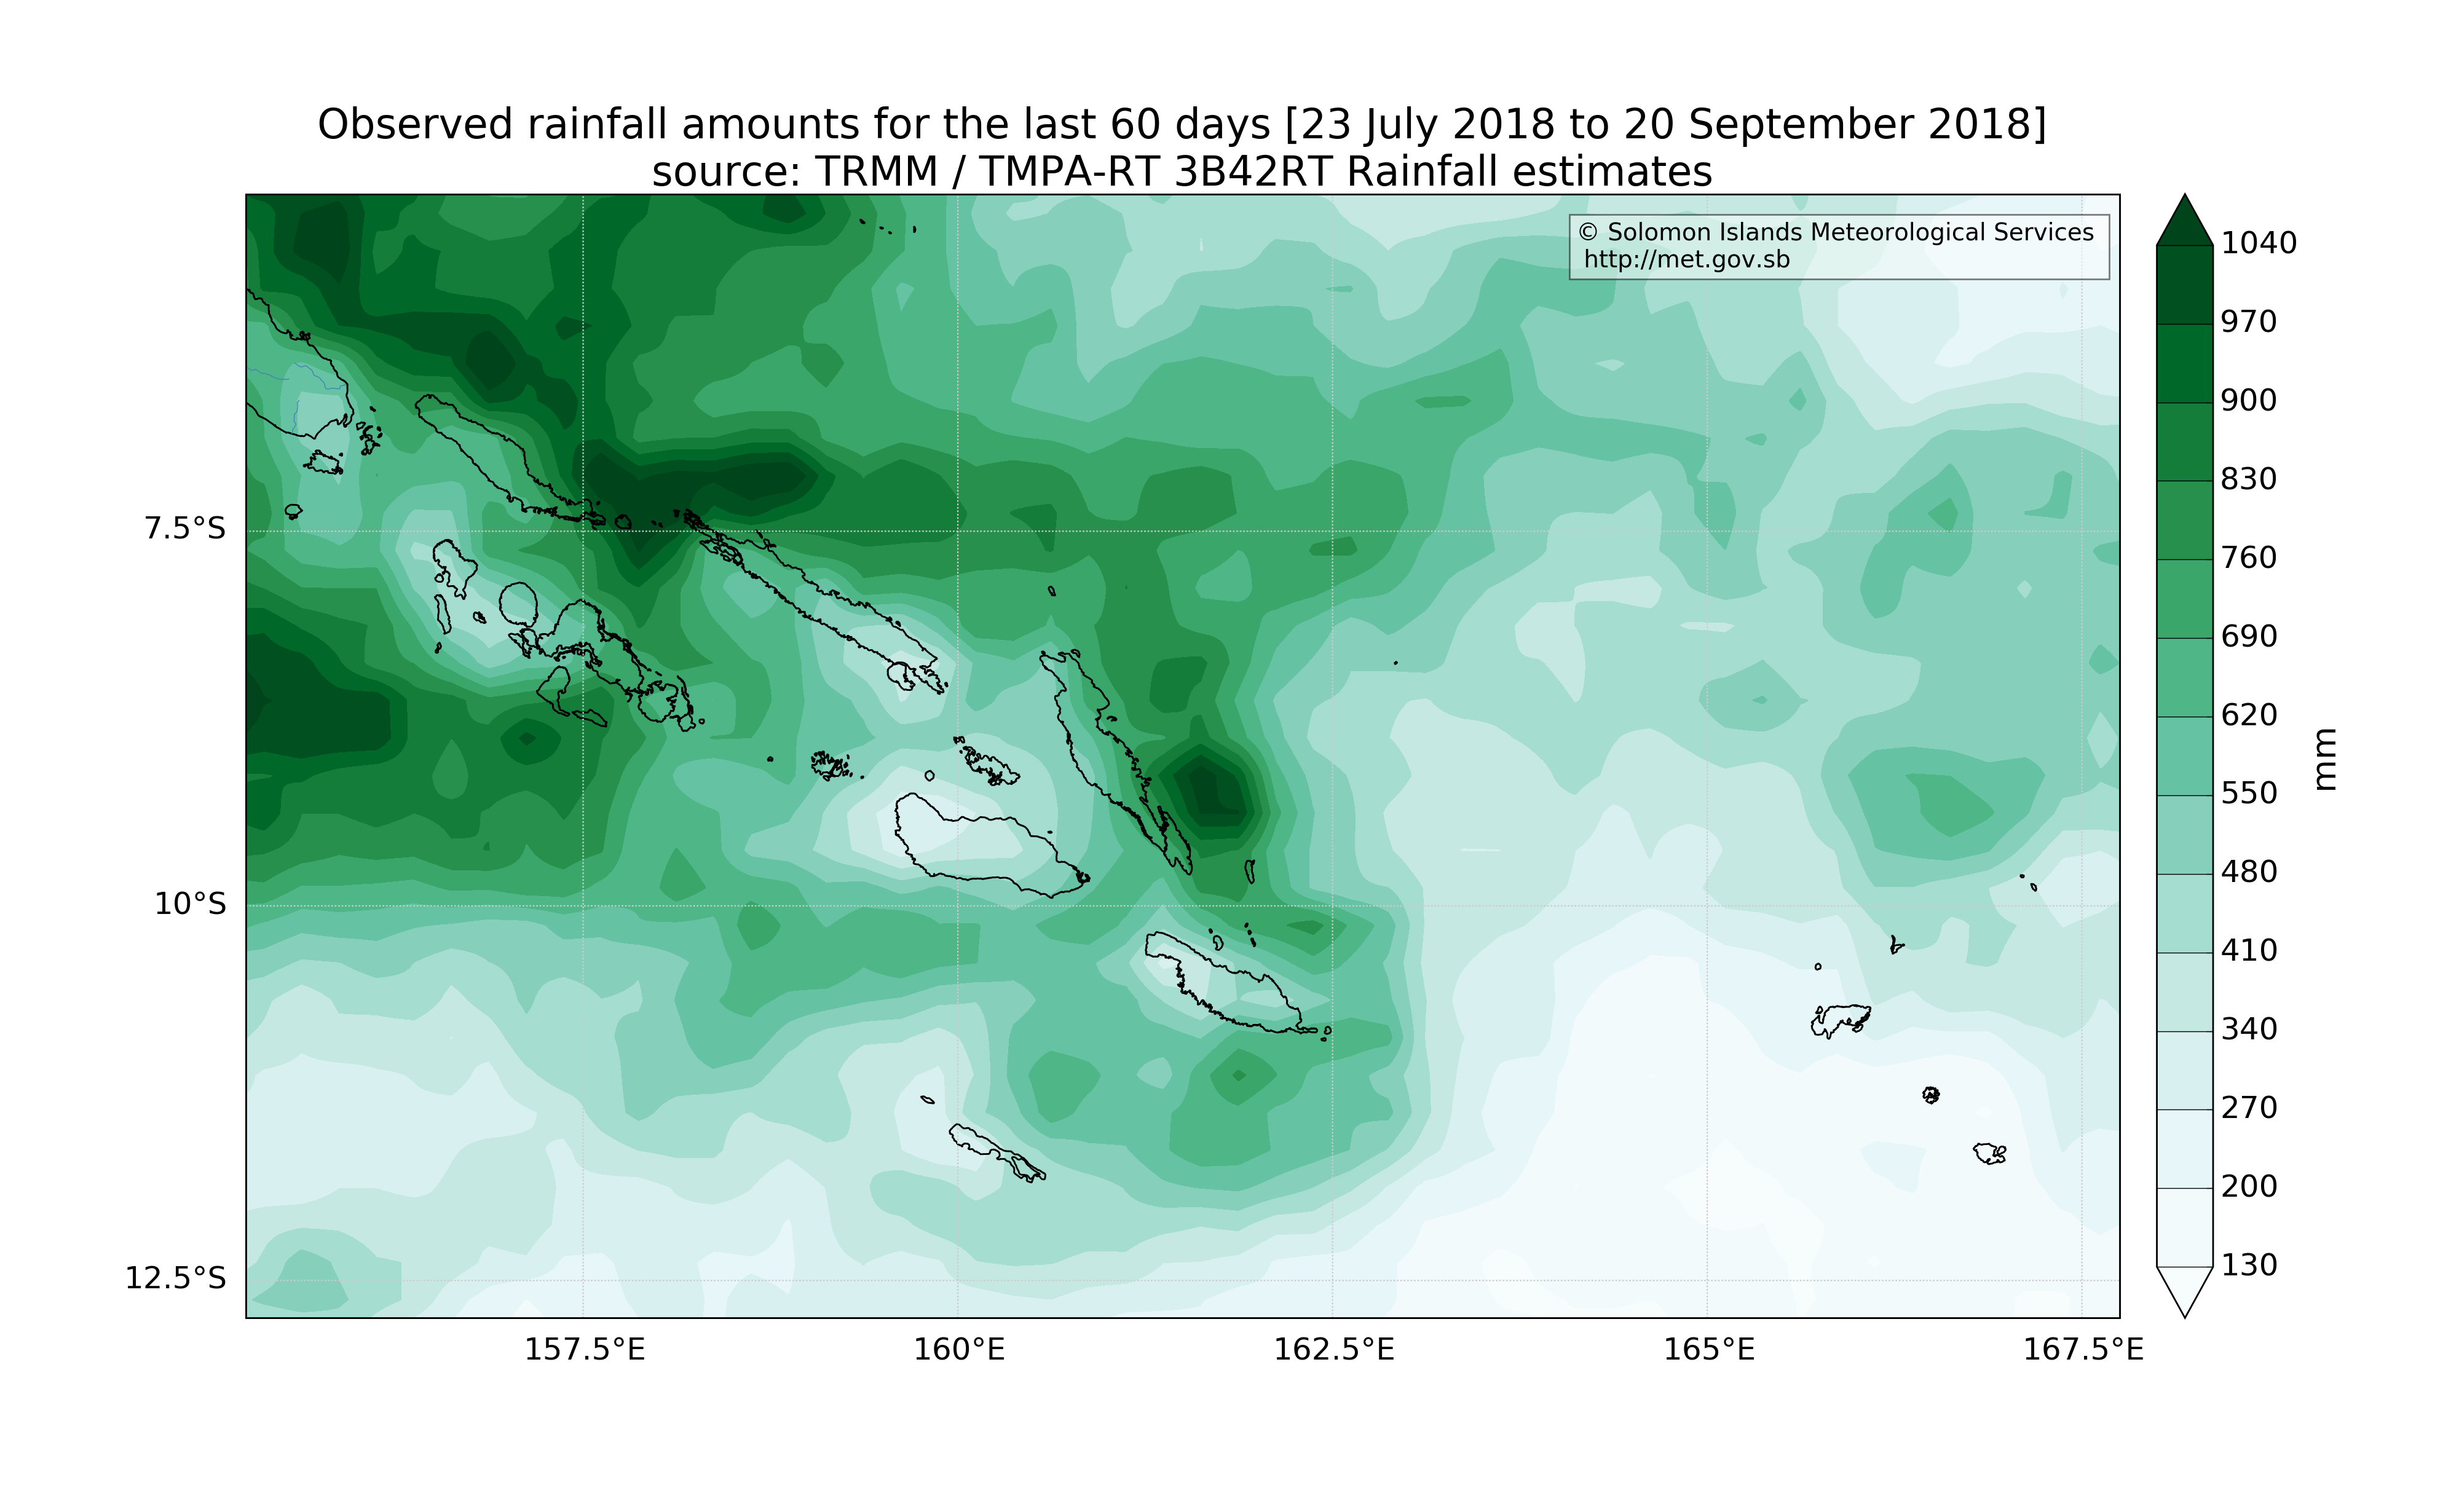 Observed rainfall amounts for the last 60 days [23 July 2018 to 20 September 2018]
source: TRMM / TMPA-RT 3B42RT Rainfall estimates
© Solomon Islands Meteorological Services
http://met.gov.sb
7.5°S
10°S
12.5°S
157.5°E
160°E
162.5°E
165°E
167.5°E
1040
970
900
830
760
690
620
550
480
410
340
270
200
130
mm